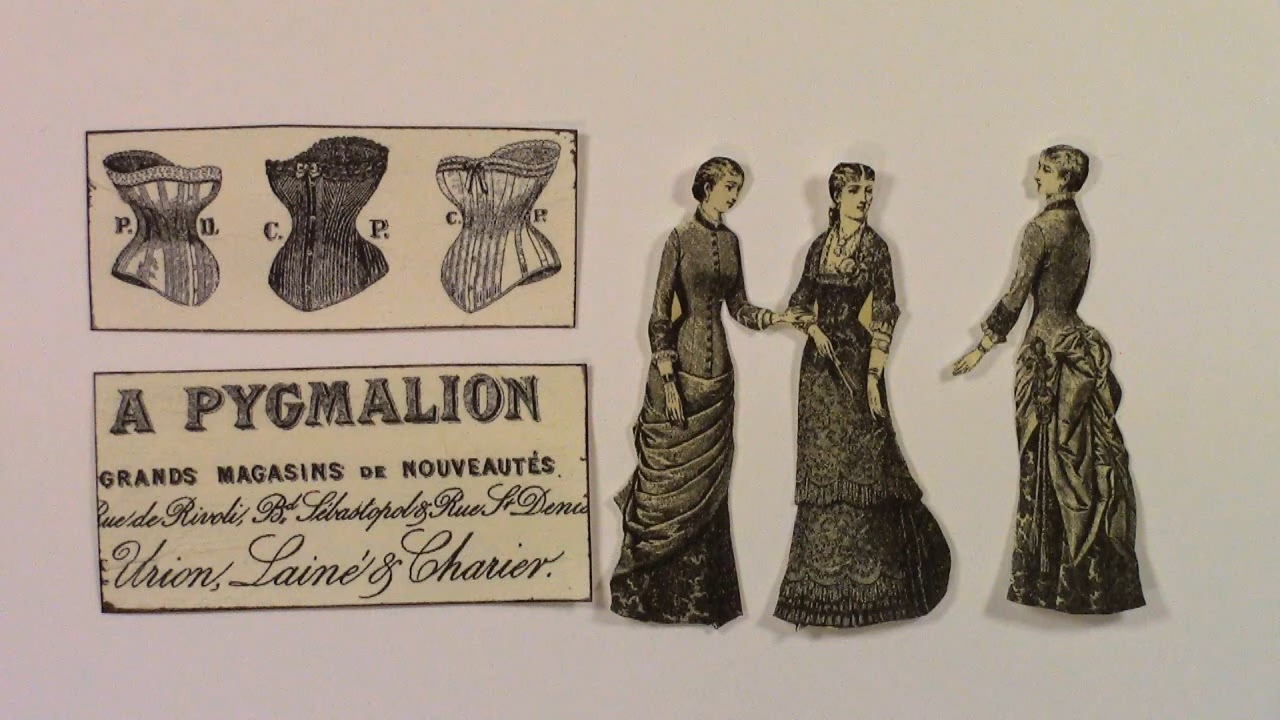 P. D. C. P. C. P.
A PYGMALION
GRANDS MAGASINS DE NOUVEAUTÉS.
Rue de Rivoli, Bd. Sébastopol & Rue St Denis
Urion, Lainé & Charier.